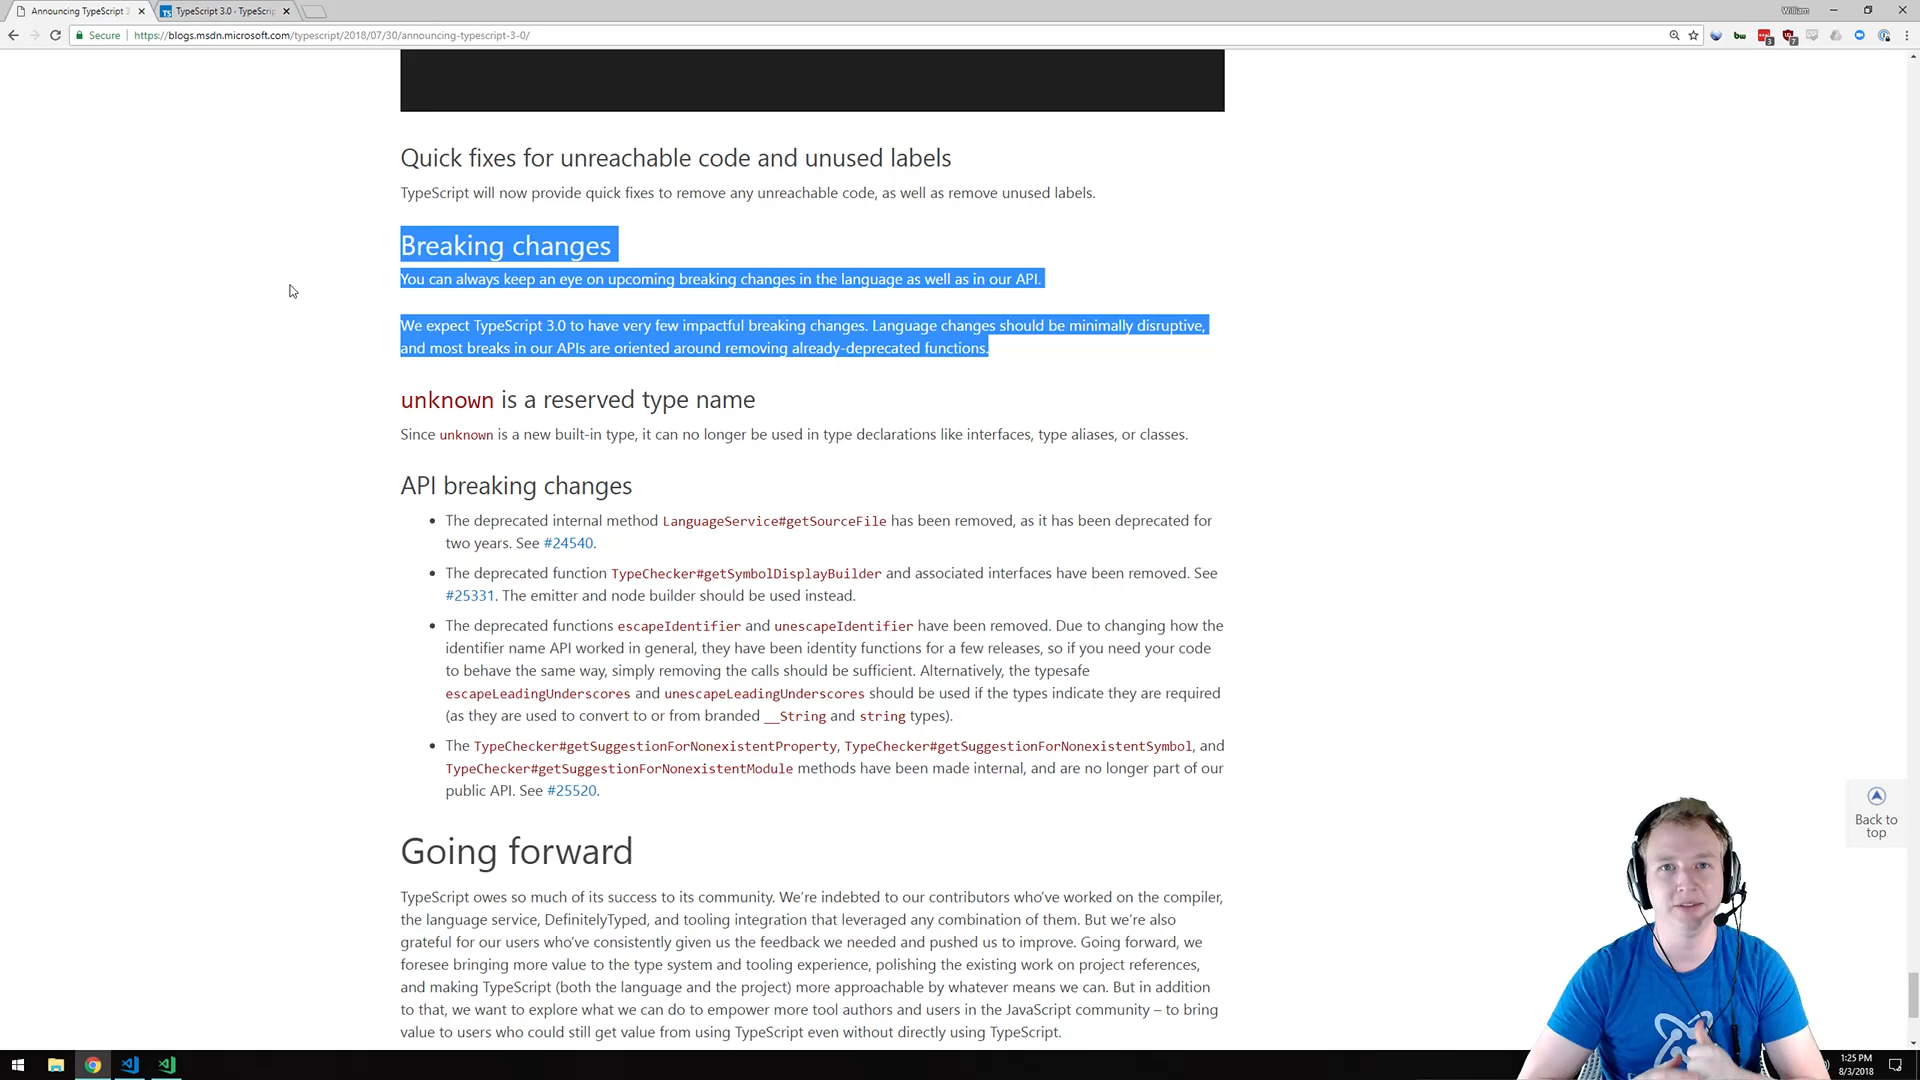 Announcing TypeScript 3
TypeScript 3.0 · TypeScrip
William
Secure
https://blogs.msdn.microsoft.com/typescript/2018/07/30/announcing-typescript-3-0/
Quick fixes for unreachable code and unused labels
TypeScript will now provide quick fixes to remove any unreachable code, as well as remove unused labels.
Breaking changes
You can always keep an eye on upcoming breaking changes in the language as well as in our API.
We expect TypeScript 3.0 to have very few impactful breaking changes. Language changes should be minimally disruptive,
and most breaks in our APIs are oriented around removing already-deprecated functions.
unknown is a reserved type name
Since unknown is a new built-in type, it can no longer be used in type declarations like interfaces, type aliases, or classes.
API breaking changes
• The deprecated internal method LanguageService#getSourceFile has been removed, as it has been deprecated for
two years. See #24540.
• The deprecated function TypeChecker#getSymbolDisplayBuilder and associated interfaces have been removed. See
#25331. The emitter and node builder should be used instead.
• The deprecated functions escapeIdentifier and unescapeIdentifier have been removed. Due to changing how the
identifier name API worked in general, they have been identity functions for a few releases, so if you need your code
to behave the same way, simply removing the calls should be sufficient. Alternatively, the typesafe
escapeLeadingUnderscores and unescapeLeadingUnderscores should be used if the types indicate they are required
(as they are used to convert to or from branded __String and string types).
• The TypeChecker#getSuggestionForNonexistentProperty, TypeChecker#getSuggestionForNonexistentSymbol, and
TypeChecker#getSuggestionForNonexistentModule methods have been made internal, and are no longer part of our
public API. See #25520.
Back to
top
Going forward
TypeScript owes so much of its success to its community. We’re indebted to our contributors who’ve worked on the compiler,
the language service, DefinitelyTyped, and tooling integration that leveraged any combination of them. But we’re also
grateful for our users who’ve consistently given us the feedback we needed and pushed us to improve. Going forward, we
foresee bringing more value to the type system and tooling experience, polishing the existing work on project references,
and making TypeScript (both the language and the project) more approachable by whatever means we can. But in addition
to that, we want to explore what we can do to empower more tool authors and users in the JavaScript community – to bring
value to users who could still get value from using TypeScript even without directly using TypeScript.
1:25 PM
8/3/2018